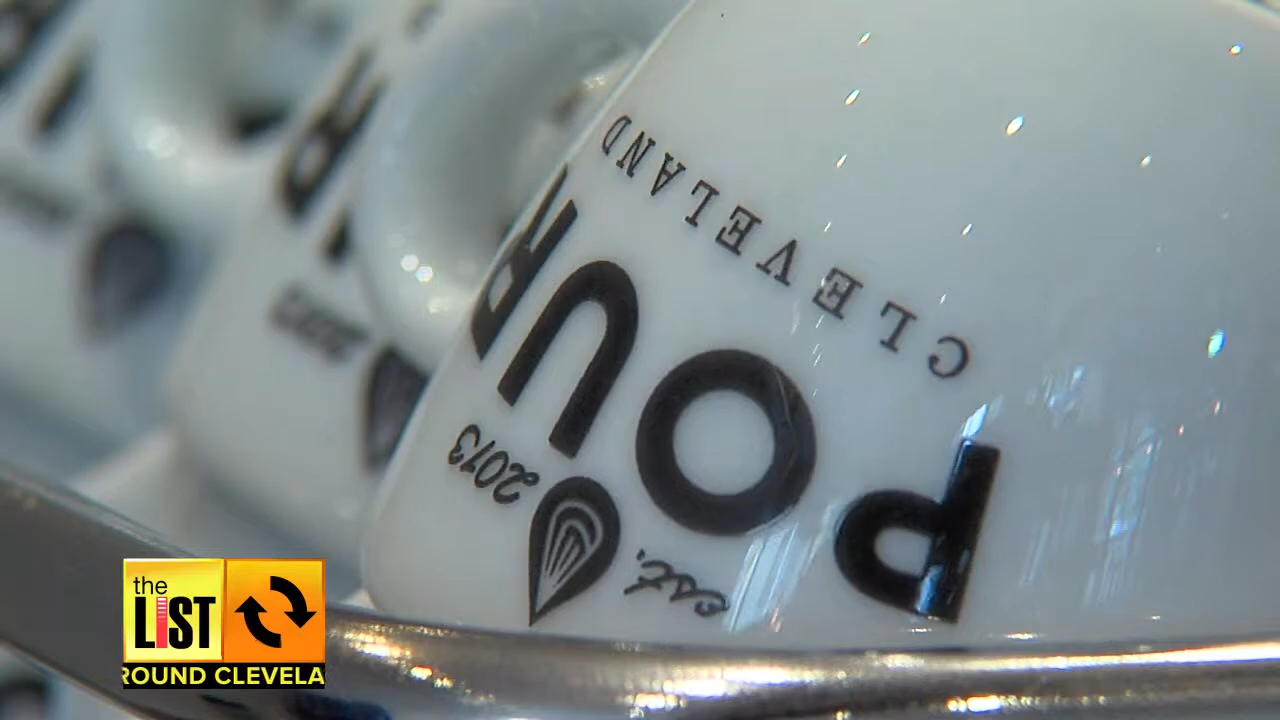 est. 2013
POUR
CLEVELAND
the
LIST
ROUND CLEVELA